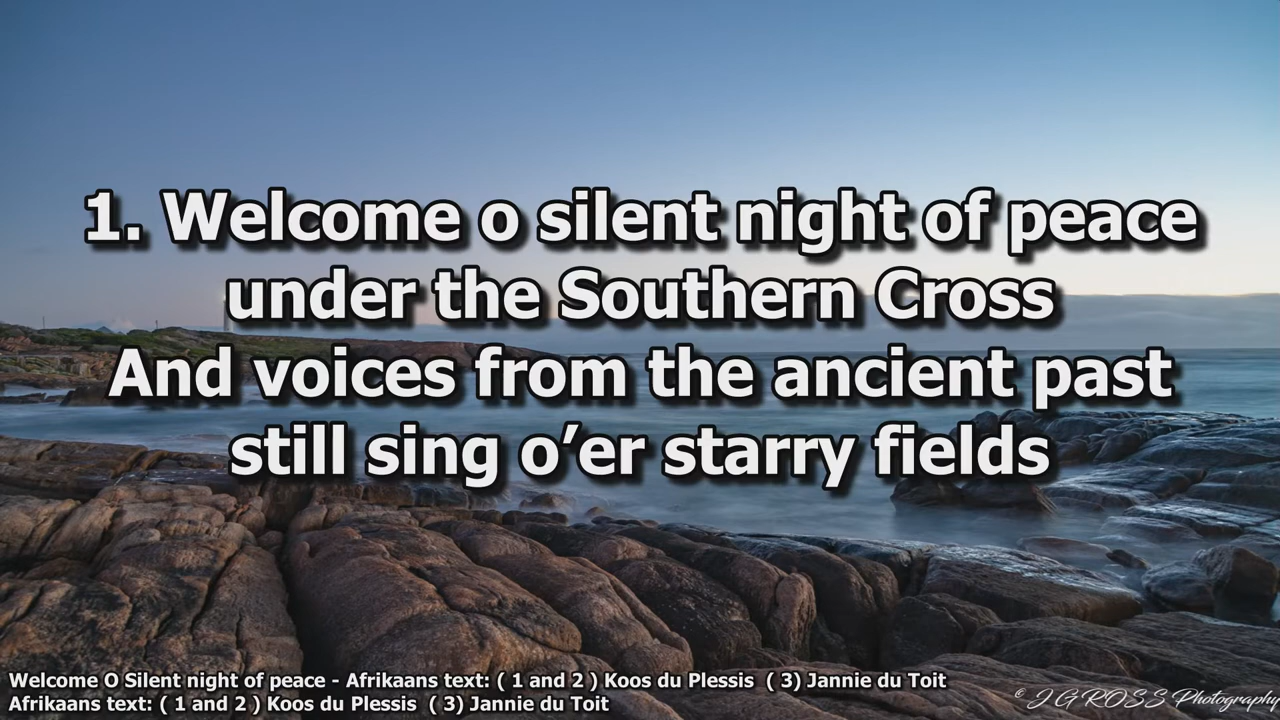 1. Welcome o silent night of peace
under the Southern Cross
And voices from the ancient past
still sing o’er starry fields
Welcome O Silent night of peace - Afrikaans text: ( 1 and 2 ) Koos du Plessis ( 3) Jannie du Toit
Afrikaans text: ( 1 and 2 ) Koos du Plessis ( 3) Jannie du Toit
© J G ROSS Photography